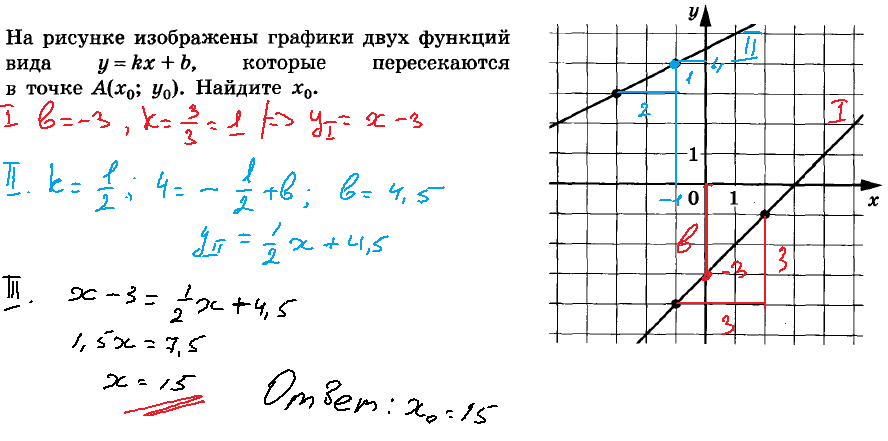 На рисунке изображены графики двух функций
вида y = kx + b, которые пересекаются
в точке A(x₀; y₀). Найдите x₀.
I в = -3, k = 3/3 = 1 |=> y_I = x - 3
II. k = 1/2; 4 = - 1/2 + в; в = 4,5
y_II = 1/2 x + 4,5
III. x - 3 = 1/2 x + 4,5
1,5x = 7,5
x = 15
Ответ: x₀ = 15
y
II
1
4
2
I
1
-1
0
1
x
в
-3
3
3